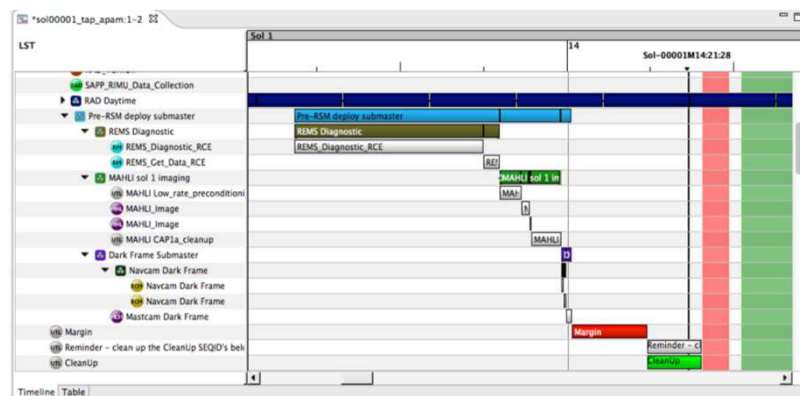 *sol00001_tap_apam:1-2
Sol 1
LST
14
Sol-00001M14:21:28
SAPP_RIMU_Data_Collection
RAD Daytime
Pre-RSM deploy submaster
Pre-RSM deploy submaster
REMS Diagnostic
REMS Diagnostic
REMS_Diagnostic_RCE
REMS_Diagnostic_RCE
REMS_Get_Data_RCE
MAHLI sol 1 imaging
MAHLI sol 1 in
MAHLI Low_rate_preconditioni
MAH
MAHLI_Image
MAHLI_Image
MAHLI CAP1a_cleanup
MAHLI
Dark Frame Submaster
D
Navcam Dark Frame
Navcam Dark Frame
Navcam Dark Frame
Mastcam Dark Frame
Margin
Margin
Reminder - clean up the CleanUp SEQID's bel
Reminder - cl
CleanUp
CleanUp
Timeline Table